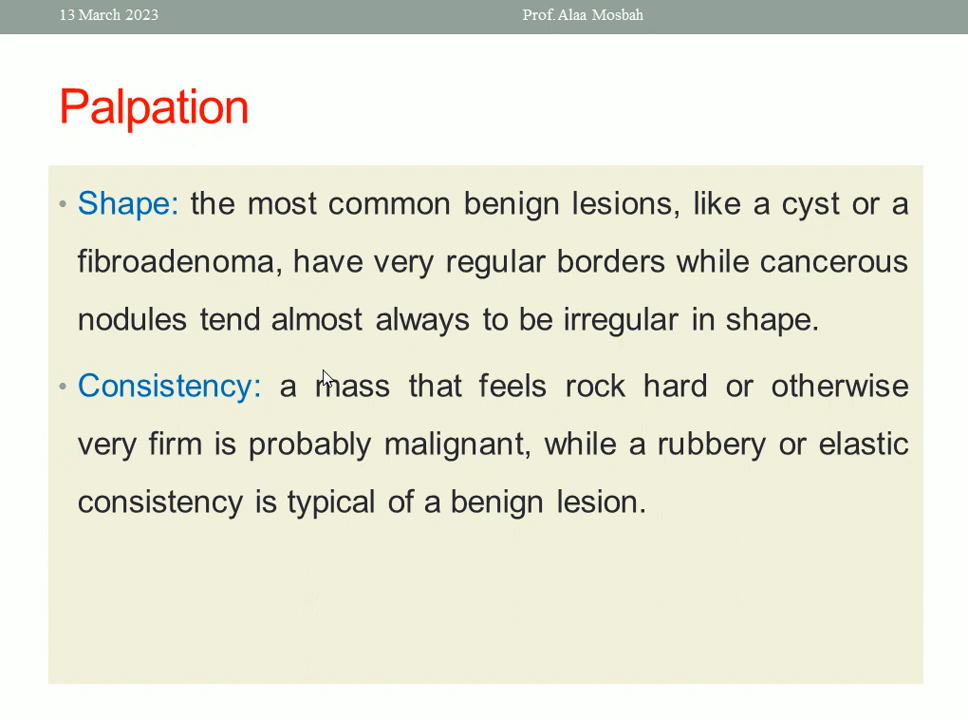 13 March 2023
Prof. Alaa Mosbah
Palpation
• Shape: the most common benign lesions, like a cyst or a
fibroadenoma, have very regular borders while cancerous
nodules tend almost always to be irregular in shape.
• Consistency: a mass that feels rock hard or otherwise
very firm is probably malignant, while a rubbery or elastic
consistency is typical of a benign lesion.